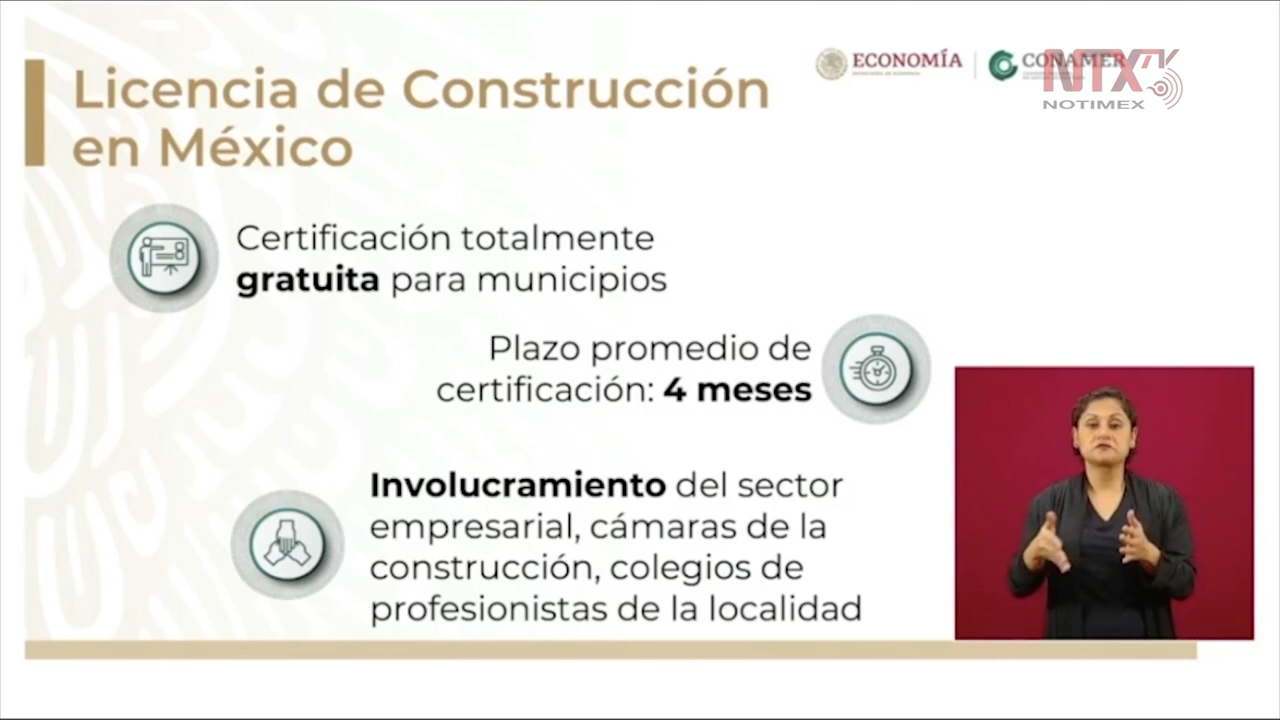 Licencia de Construcción
en México
ECONOMÍA
CONAMER
NTX
NOTIMEX
Certificación totalmente
gratuita para municipios
Plazo promedio de
certificación: 4 meses
Involucramiento del sector
empresarial, cámaras de la
construcción, colegios de
profesionistas de la localidad